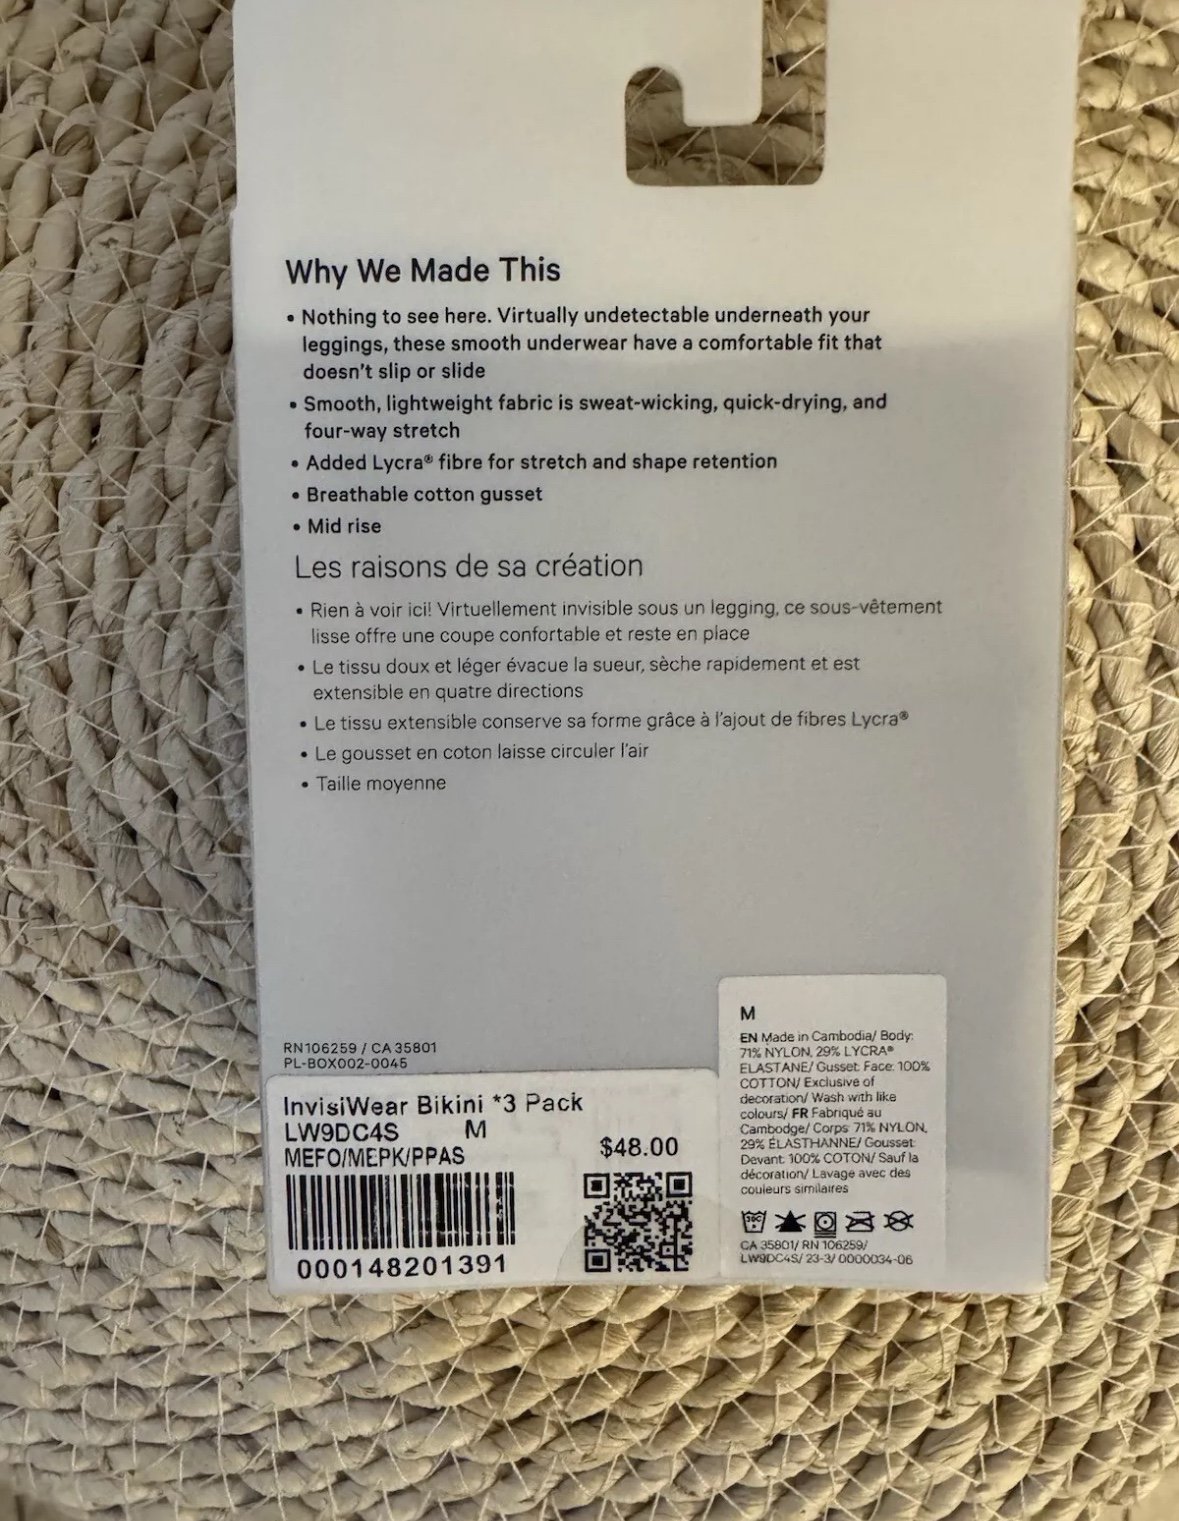 Why We Made This
• Nothing to see here. Virtually undetectable underneath your
leggings, these smooth underwear have a comfortable fit that
doesn't slip or slide
• Smooth, lightweight fabric is sweat-wicking, quick-drying, and
four-way stretch
• Added Lycra® fibre for stretch and shape retention
• Breathable cotton gusset
• Mid rise
Les raisons de sa création
• Rien à voir ici! Virtuellement invisible sous un legging, ce sous-vêtement
lisse offre une coupe confortable et reste en place
• Le tissu doux et léger évacue la sueur, sèche rapidement et est
extensible en quatre directions
• Le tissu extensible conserve sa forme grâce à l'ajout de fibres Lycra®
• Le gousset en coton laisse circuler l'air
• Taille moyenne
RN106259 / CA 35801
PL-BOX002-0045
InvisiWear Bikini *3 Pack
LW9DC4S M
MEFO/MEPK/PPAS
$48.00
000148201391
M
EN Made in Cambodia/ Body:
71% NYLON, 29% LYCRA®
ELASTANE/ Gusset: Face: 100%
COTTON/ Exclusive of
decoration/ Wash with like
colours/ FR Fabriqué au
Cambodge/ Corps: 71% NYLON,
29% ÉLASTHANNE/ Gousset:
Devant: 100% COTON/ Sauf la
décoration/ Lavage avec des
couleurs similaires
30C
CA 35801/ RN 106259/
LW9DC4S/ 23-3/ 0000034-06